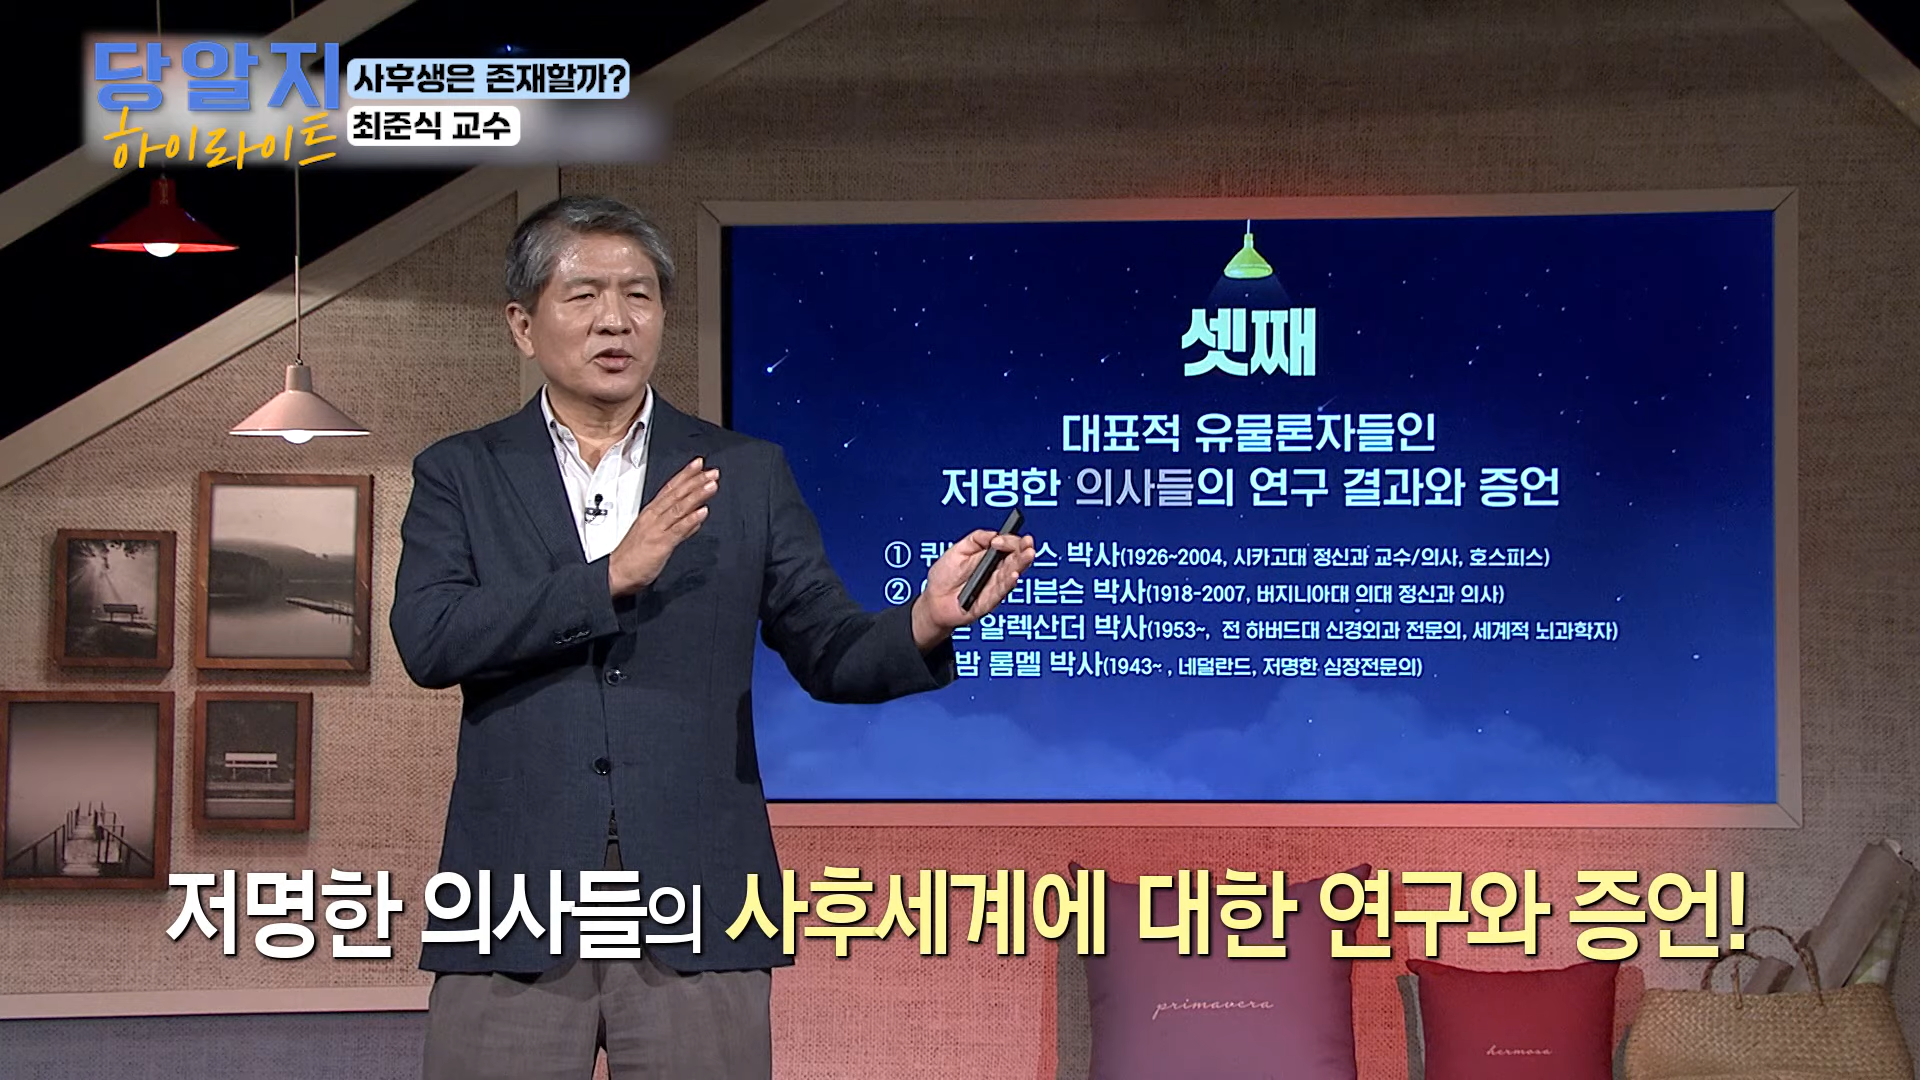 당알지
하이라이트
사후생은 존재할까?
최준식 교수
셋째
대표적 유물론자들인
저명한 의사들의 연구 결과와 증언
① 박사(1926~2004, 시카고대 정신과 교수/의사, 호스피스)
② 박사(1918-2007, 버지니아대 의대 정신과 의사)
알렉산더 박사(1953~, 전 하버드대 신경외과 전문의, 세계적 뇌과학자)
롬멜 박사(1943~ , 네덜란드, 저명한 심장전문의)
저명한 의사들의 사후세계에 대한 연구와 증언!
primavera
hermosa